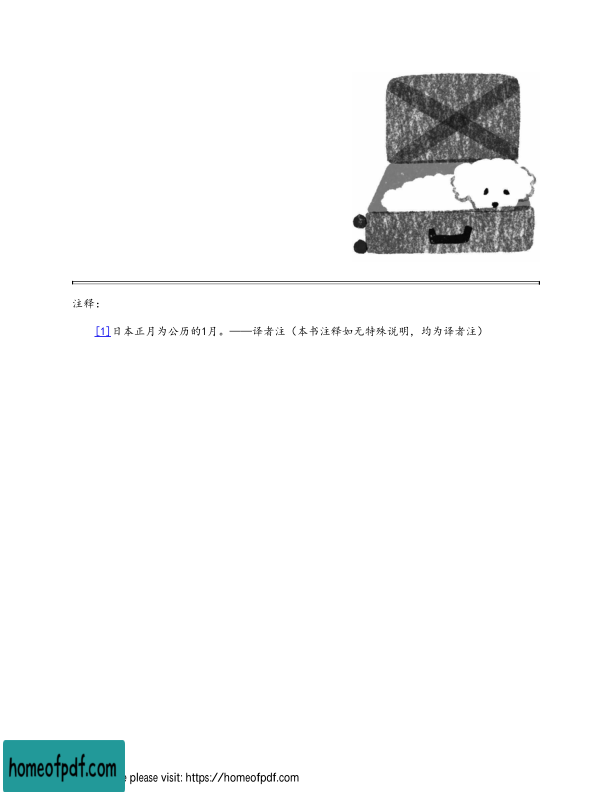 注释：
[1]日本正月为公历的1月。——译者注（本书注释如无特殊说明，均为译者注）
homeofpdf.com
please visit: https://homeofpdf.com